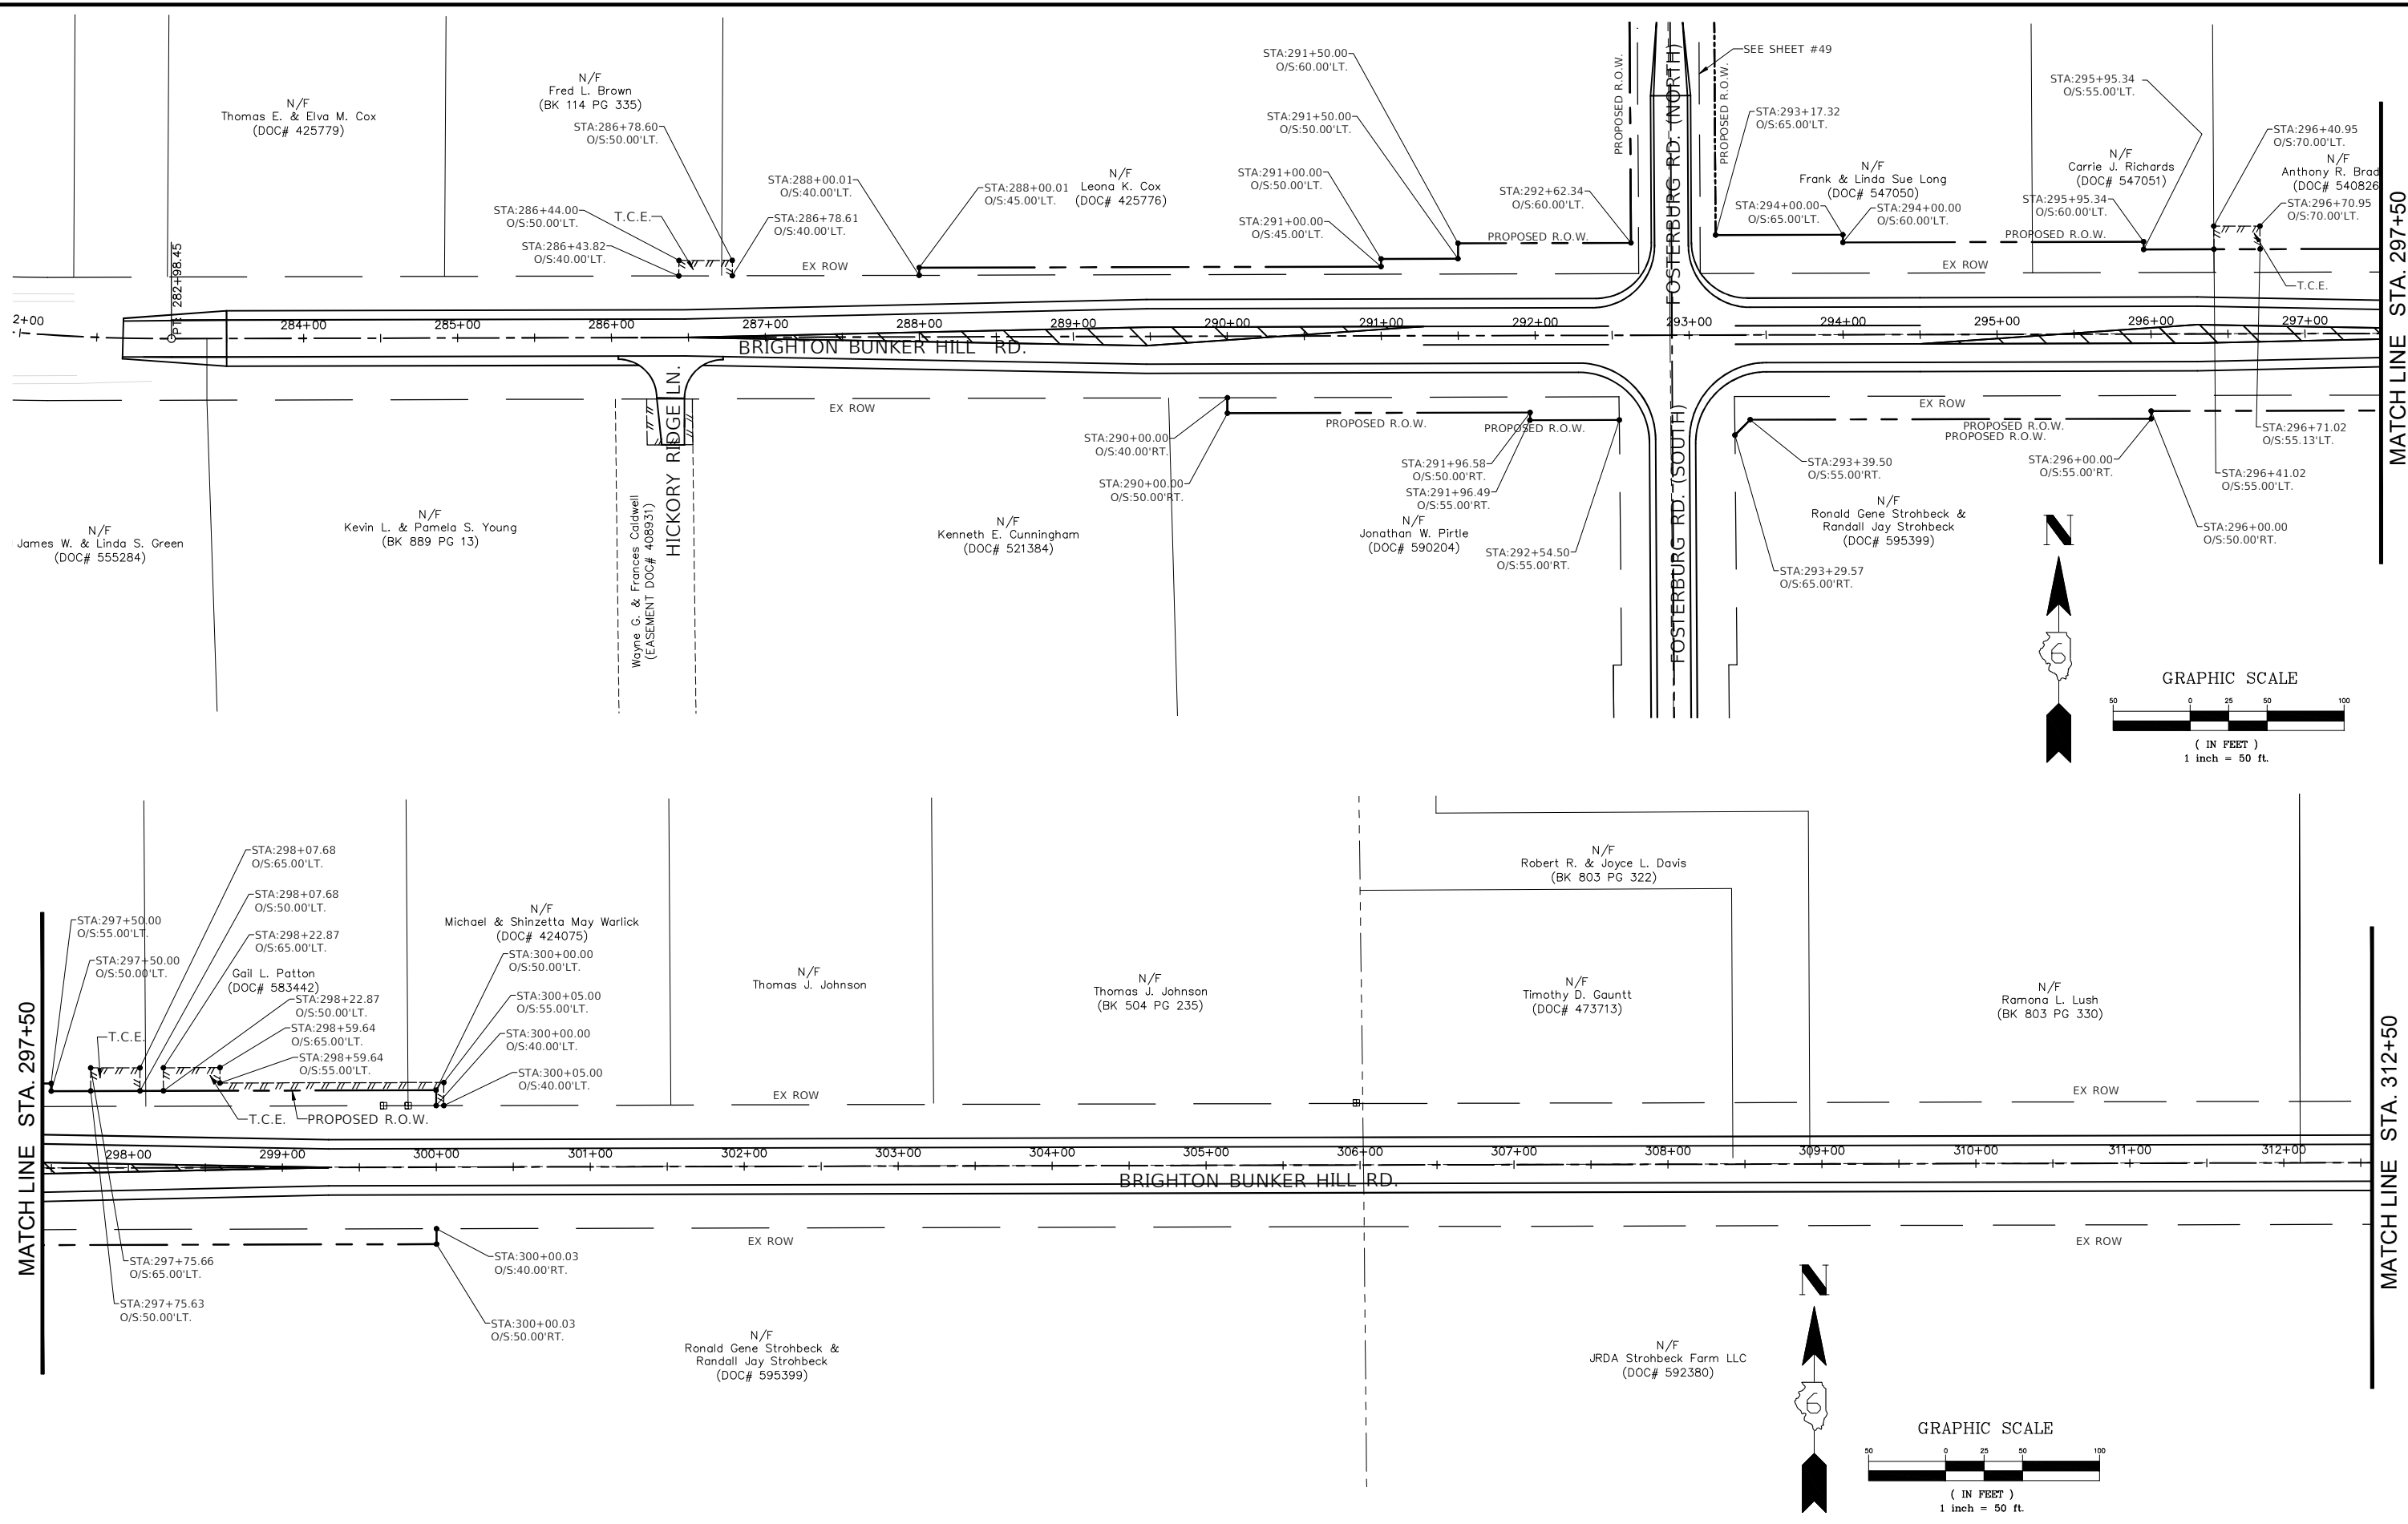 N/F
Thomas E. & Elva M. Cox
(DOC# 425779)
N/F
Fred L. Brown
(BK 114 PG 335)
STA:286+78.60
O/S:50.00'LT.
STA:286+44.00
O/S:50.00'LT.
T.C.E.
STA:286+43.82
O/S:40.00'LT.
STA:288+00.01
O/S:40.00'LT.
STA:286+78.61
O/S:40.00'LT.
EX ROW
STA:288+00.01
O/S:45.00'LT.
N/F
Leona K. Cox
(DOC# 425776)
STA:291+50.00
O/S:60.00'LT.
STA:291+50.00
O/S:50.00'LT.
STA:291+00.00
O/S:50.00'LT.
STA:291+00.00
O/S:45.00'LT.
STA:292+62.34
O/S:60.00'LT.
PROPOSED R.O.W.
PROPOSED R.O.W.
FOSTERBURG RD. (NORTH)
PROPOSED R.O.W.
SEE SHEET #49
STA:293+17.32
O/S:65.00'LT.
N/F
Frank & Linda Sue Long
(DOC# 547050)
STA:294+00.00
O/S:65.00'LT.
STA:294+00.00
O/S:60.00'LT.
PROPOSED R.O.W.
EX ROW
STA:295+95.34
O/S:55.00'LT.
N/F
Carrie J. Richards
(DOC# 547051)
STA:295+95.34
O/S:60.00'LT.
STA:296+40.95
O/S:70.00'LT.
N/F
Anthony R. Brad
(DOC# 540826
STA:296+70.95
O/S:70.00'LT.
T.C.E.
MATCH LINE STA. 297+50
PT: 282+98.45
2+00
284+00
285+00
286+00
287+00
288+00
289+00
290+00
291+00
292+00
293+00
294+00
295+00
296+00
297+00
BRIGHTON BUNKER HILL RD.
HICKORY RIDGE LN.
EX ROW
EX ROW
N/F
James W. & Linda S. Green
(DOC# 555284)
N/F
Kevin L. & Pamela S. Young
(BK 889 PG 13)
Wayne G. & Frances Caldwell
(EASEMENT DOC# 408931)
N/F
Kenneth E. Cunningham
(DOC# 521384)
STA:290+00.00
O/S:40.00'RT.
STA:290+00.00
O/S:50.00'RT.
PROPOSED R.O.W.
PROPOSED R.O.W.
STA:291+96.58
O/S:50.00'RT.
STA:291+96.49
O/S:55.00'RT.
N/F
Jonathan W. Pirtle
(DOC# 590204)
STA:292+54.50
O/S:55.00'RT.
FOSTERBURG RD. (SOUTH)
PROPOSED R.O.W.
PROPOSED R.O.W.
STA:293+39.50
O/S:55.00'RT.
N/F
Ronald Gene Strohbeck &
Randall Jay Strohbeck
(DOC# 595399)
STA:293+29.57
O/S:65.00'RT.
STA:296+00.00
O/S:55.00'RT.
STA:296+71.02
O/S:55.13'LT.
STA:296+41.02
O/S:55.00'LT.
STA:296+00.00
O/S:50.00'RT.
N
6
GRAPHIC SCALE
50 0 25 50 100
( IN FEET )
1 inch = 50 ft.
MATCH LINE STA. 297+50
STA:298+07.68
O/S:65.00'LT.
STA:298+07.68
O/S:50.00'LT.
STA:297+50.00
O/S:55.00'LT.
STA:298+22.87
O/S:65.00'LT.
STA:297+50.00
O/S:50.00'LT.
Gail L. Patton
(DOC# 583442)
STA:298+22.87
O/S:50.00'LT.
STA:298+59.64
O/S:65.00'LT.
STA:298+59.64
O/S:55.00'LT.
T.C.E.
T.C.E.
PROPOSED R.O.W.
N/F
Michael & Shinzetta May Warlick
(DOC# 424075)
STA:300+00.00
O/S:50.00'LT.
STA:300+05.00
O/S:55.00'LT.
STA:300+00.00
O/S:40.00'LT.
STA:300+05.00
O/S:40.00'LT.
N/F
Thomas J. Johnson
EX ROW
N/F
Thomas J. Johnson
(BK 504 PG 235)
N/F
Robert R. & Joyce L. Davis
(BK 803 PG 322)
N/F
Timothy D. Gauntt
(DOC# 473713)
N/F
Ramona L. Lush
(BK 803 PG 330)
EX ROW
MATCH LINE STA. 312+50
298+00
299+00
300+00
301+00
302+00
303+00
304+00
305+00
306+00
307+00
308+00
309+00
310+00
311+00
312+00
BRIGHTON BUNKER HILL RD.
EX ROW
EX ROW
STA:297+75.66
O/S:65.00'LT.
STA:297+75.63
O/S:50.00'LT.
STA:300+00.03
O/S:40.00'RT.
STA:300+00.03
O/S:50.00'RT.
N/F
Ronald Gene Strohbeck &
Randall Jay Strohbeck
(DOC# 595399)
N/F
JRDA Strohbeck Farm LLC
(DOC# 592380)
N
6
GRAPHIC SCALE
50 0 25 50 100
( IN FEET )
1 inch = 50 ft.